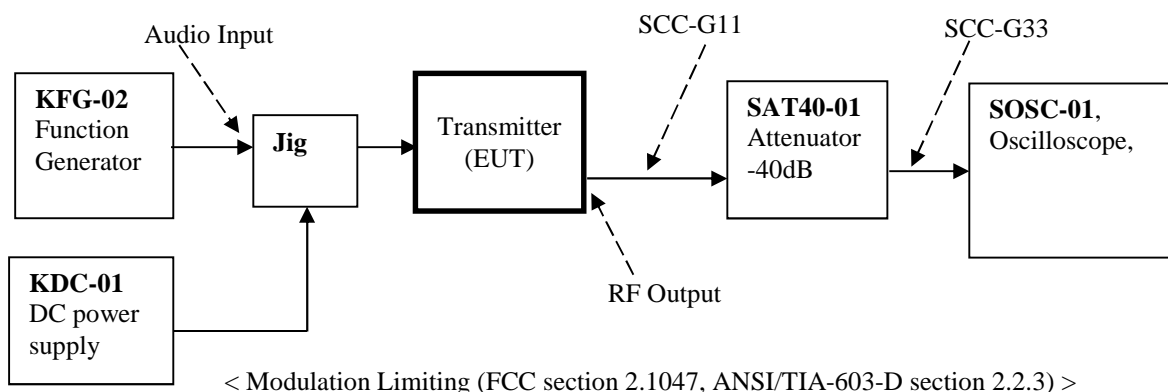 Audio Input
SCC-G11
SCC-G33
KFG-02
Function
Generator
Jig
Transmitter
(EUT)
SAT40-01
Attenuator
-40dB
SOSC-01,
Oscilloscope,
KDC-01
DC power
supply
RF Output
< Modulation Limiting (FCC section 2.1047, ANSI/TIA-603-D section 2.2.3) >